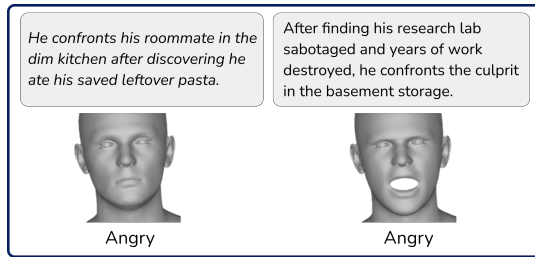 He confronts his roommate in the
dim kitchen after discovering he
ate his saved leftover pasta.
After finding his research lab
sabotaged and years of work
destroyed, he confronts the culprit
in the basement storage.
Angry
Angry